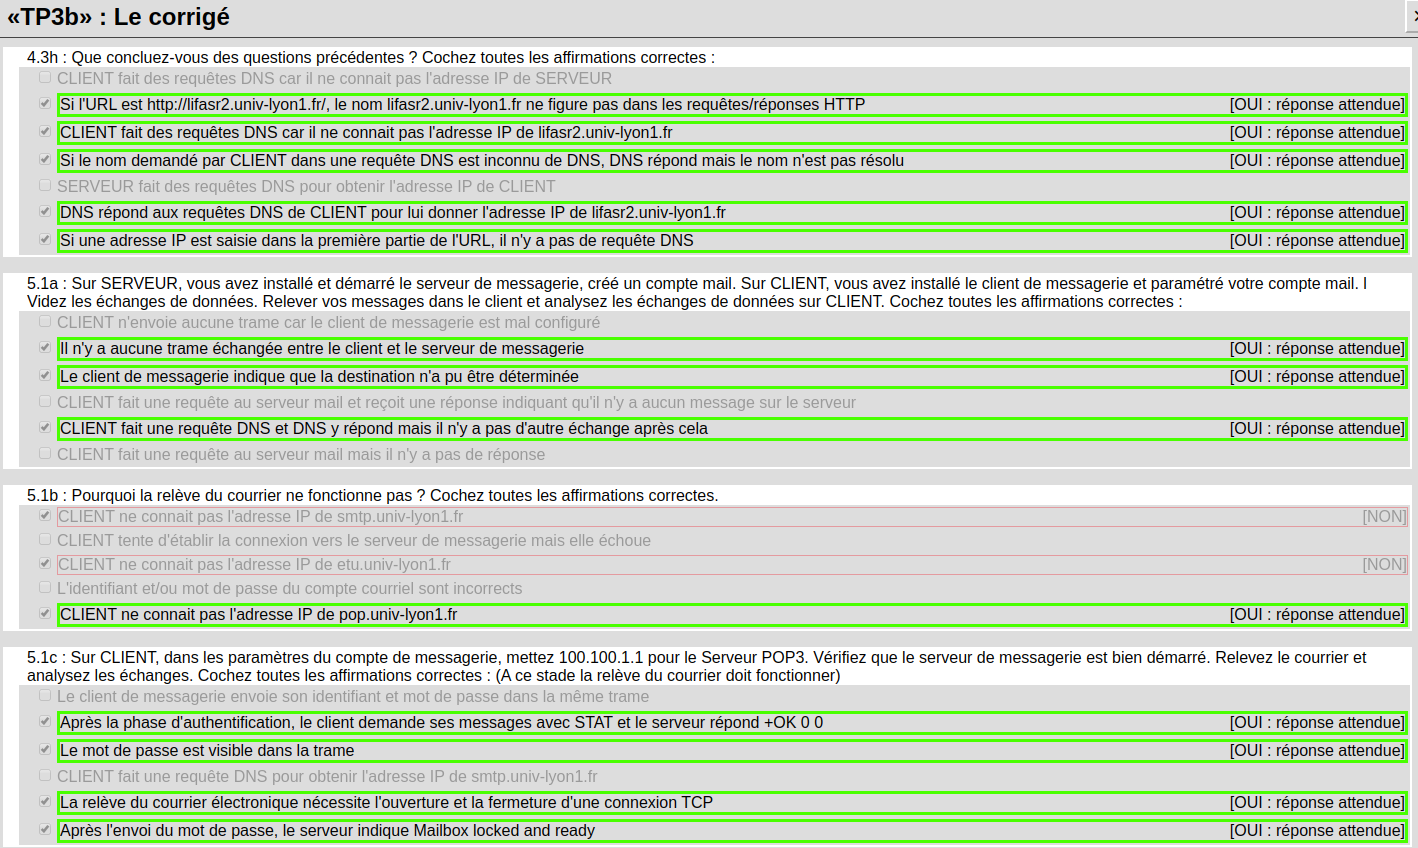 «TP3b» : Le corrigé
4.3h : Que concluez-vous des questions précédentes ? Cochez toutes les affirmations correctes :
CLIENT fait des requêtes DNS car il ne connait pas l'adresse IP de SERVEUR
Si l'URL est http://lifasr2.univ-lyon1.fr/, le nom lifasr2.univ-lyon1.fr ne figure pas dans les requêtes/réponses HTTP [OUI : réponse attendue]
CLIENT fait des requêtes DNS car il ne connait pas l'adresse IP de lifasr2.univ-lyon1.fr [OUI : réponse attendue]
Si le nom demandé par CLIENT dans une requête DNS est inconnu de DNS, DNS répond mais le nom n'est pas résolu [OUI : réponse attendue]
SERVEUR fait des requêtes DNS pour obtenir l'adresse IP de CLIENT
DNS répond aux requêtes DNS de CLIENT pour lui donner l'adresse IP de lifasr2.univ-lyon1.fr [OUI : réponse attendue]
Si une adresse IP est saisie dans la première partie de l'URL, il n'y a pas de requête DNS [OUI : réponse attendue]
5.1a : Sur SERVEUR, vous avez installé et démarré le serveur de messagerie, créé un compte mail. Sur CLIENT, vous avez installé le client de messagerie et paramétré votre compte mail. I
Videz les échanges de données. Relever vos messages dans le client et analysez les échanges de données sur CLIENT. Cochez toutes les affirmations correctes :
CLIENT n'envoie aucune trame car le client de messagerie est mal configuré
Il n'y a aucune trame échangée entre le client et le serveur de messagerie [OUI : réponse attendue]
Le client de messagerie indique que la destination n'a pu être déterminée [OUI : réponse attendue]
CLIENT fait une requête au serveur mail et reçoit une réponse indiquant qu'il n'y a aucun message sur le serveur
CLIENT fait une requête DNS et DNS y répond mais il n'y a pas d'autre échange après cela [OUI : réponse attendue]
CLIENT fait une requête au serveur mail mais il n'y a pas de réponse
5.1b : Pourquoi la relève du courrier ne fonctionne pas ? Cochez toutes les affirmations correctes.
CLIENT ne connait pas l'adresse IP de smtp.univ-lyon1.fr [NON]
CLIENT tente d'établir la connexion vers le serveur de messagerie mais elle échoue
CLIENT ne connait pas l'adresse IP de etu.univ-lyon1.fr [NON]
L'identifiant et/ou mot de passe du compte courriel sont incorrects
CLIENT ne connait pas l'adresse IP de pop.univ-lyon1.fr [OUI : réponse attendue]
5.1c : Sur CLIENT, dans les paramètres du compte de messagerie, mettez 100.100.1.1 pour le Serveur POP3. Vérifiez que le serveur de messagerie est bien démarré. Relevez le courrier et
analysez les échanges. Cochez toutes les affirmations correctes : (A ce stade la relève du courrier doit fonctionner)
Le client de messagerie envoie son identifiant et mot de passe dans la même trame
Après la phase d'authentification, le client demande ses messages avec STAT et le serveur répond +OK 0 0 [OUI : réponse attendue]
Le mot de passe est visible dans la trame [OUI : réponse attendue]
CLIENT fait une requête DNS pour obtenir l'adresse IP de smtp.univ-lyon1.fr
La relève du courrier électronique nécessite l'ouverture et la fermeture d'une connexion TCP [OUI : réponse attendue]
Après l'envoi du mot de passe, le serveur indique Mailbox locked and ready [OUI : réponse attendue]